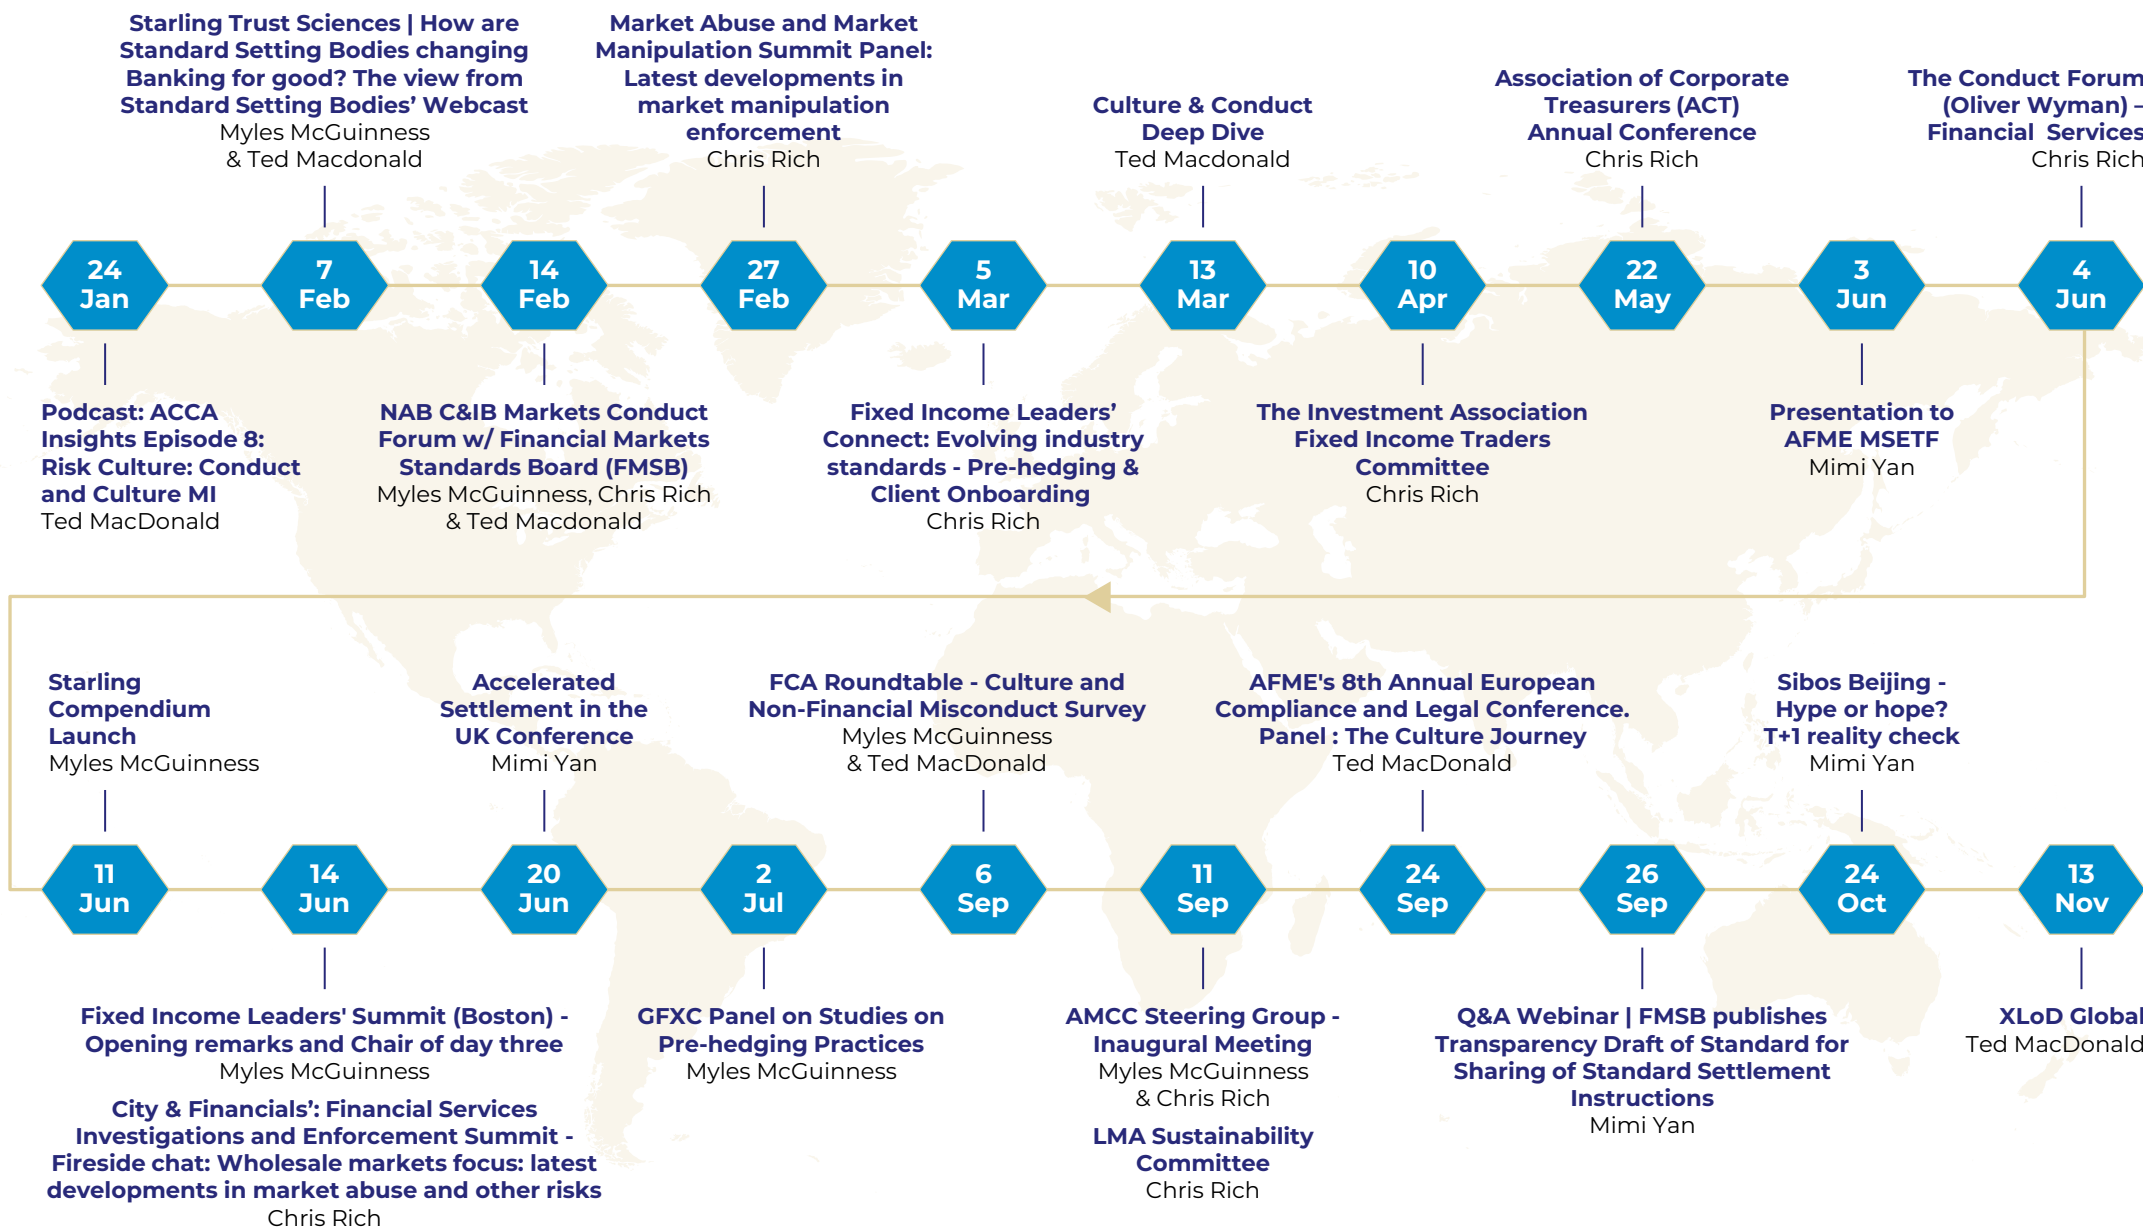 Starling Trust Sciences | How are
Standard Setting Bodies changing
Banking for good? The view from
Standard Setting Bodies’ Webcast
Myles McGuinness
& Ted Macdonald
Market Abuse and Market
Manipulation Summit Panel:
Latest developments in
market manipulation
enforcement
Chris Rich
Culture & Conduct
Deep Dive
Ted Macdonald
Association of Corporate
Treasurers (ACT)
Annual Conference
Chris Rich
The Conduct Forum
(Oliver Wyman) –
Financial Services
Chris Rich
24
Jan
7
Feb
14
Feb
27
Feb
5
Mar
13
Mar
10
Apr
22
May
3
Jun
4
Jun
Podcast: ACCA
Insights Episode 8:
Risk Culture: Conduct
and Culture MI
Ted MacDonald
NAB C&IB Markets Conduct
Forum w/ Financial Markets
Standards Board (FMSB)
Myles McGuinness, Chris Rich
& Ted Macdonald
Fixed Income Leaders’
Connect: Evolving industry
standards - Pre-hedging &
Client Onboarding
Chris Rich
The Investment Association
Fixed Income Traders
Committee
Chris Rich
Presentation to
AFME MSETF
Mimi Yan
Starling
Compendium
Launch
Myles McGuinness
Accelerated
Settlement in the
UK Conference
Mimi Yan
FCA Roundtable - Culture and
Non-Financial Misconduct Survey
Myles McGuinness
& Ted MacDonald
AFME's 8th Annual European
Compliance and Legal Conference.
Panel : The Culture Journey
Ted MacDonald
Sibos Beijing -
Hype or hope?
T+1 reality check
Mimi Yan
11
Jun
14
Jun
20
Jun
2
Jul
6
Sep
11
Sep
24
Sep
26
Sep
24
Oct
13
Nov
Fixed Income Leaders' Summit (Boston) -
Opening remarks and Chair of day three
Myles McGuinness
City & Financials’: Financial Services
Investigations and Enforcement Summit -
Fireside chat: Wholesale markets focus: latest
developments in market abuse and other risks
Chris Rich
GFXC Panel on Studies on
Pre-hedging Practices
Myles McGuinness
AMCC Steering Group -
Inaugural Meeting
Myles McGuinness
& Chris Rich
LMA Sustainability
Committee
Chris Rich
Q&A Webinar | FMSB publishes
Transparency Draft of Standard for
Sharing of Standard Settlement
Instructions
Mimi Yan
XLoD Global
Ted MacDonald